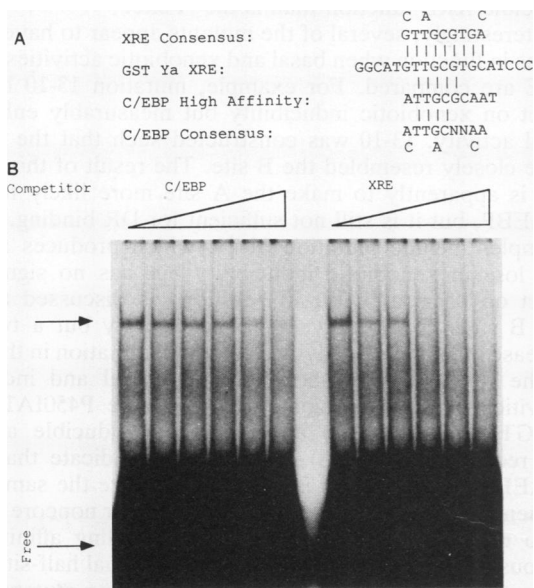 C A C
A XRE Consensus: GTTGCGTGA
GST Ya XRE: GGCATGTTGCGTGCATCCC
C/EBP High Affinity: ATTGCGCAAT
C/EBP Consensus: ATTGCNNAA
C A C
B
Competitor C/EBP XRE
Free